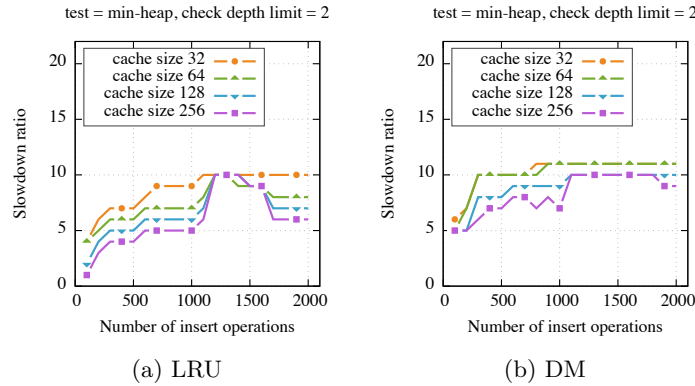 test = min-heap, check depth limit = 2
Slowdown ratio
20
15
10
5
0
cache size 32
cache size 64
cache size 128
cache size 256
0 500 1000 1500 2000
Number of insert operations
(a) LRU
test = min-heap, check depth limit = 2
Slowdown ratio
20
15
10
5
0
cache size 32
cache size 64
cache size 128
cache size 256
0 500 1000 1500 2000
Number of insert operations
(b) DM